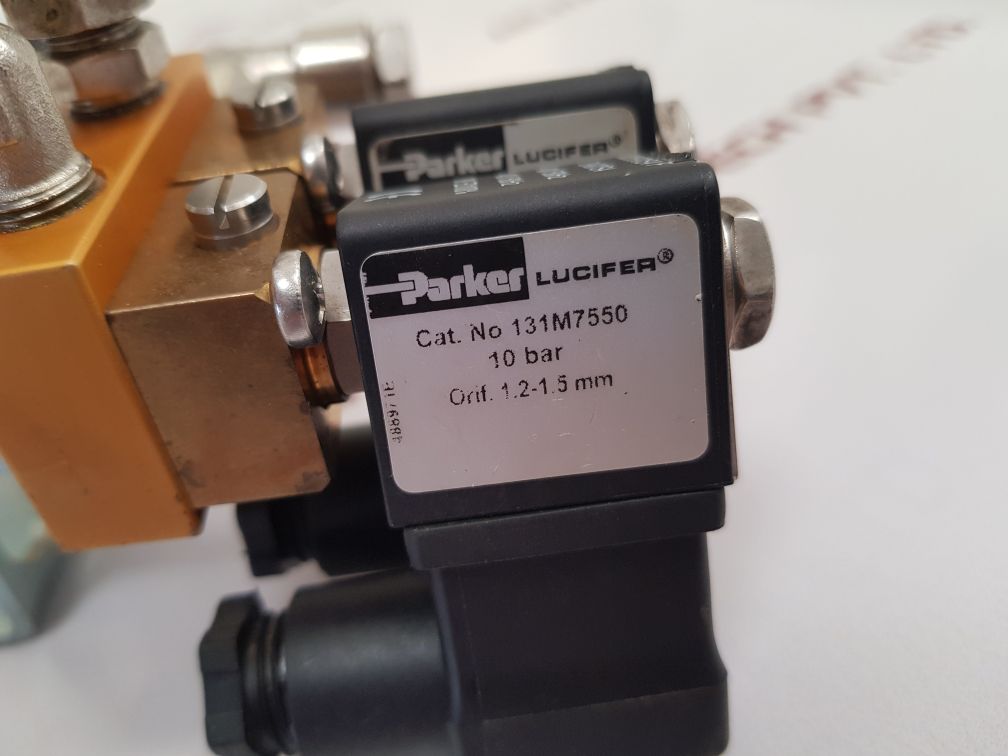 Parker LUCIFER
Parker LUCIFER®
Cat. No 131M7550
10 bar
Orif. 1.2-1.5 mm